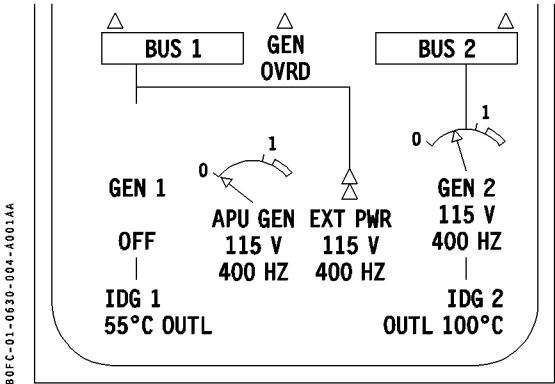 BUS 1
GEN
OVRD
BUS 2
0
1
0
1
GEN 1
OFF
APU GEN
115 V
400 HZ
EXT PWR
115 V
400 HZ
GEN 2
115 V
400 HZ
IDG 1
55°C OUTL
IDG 2
OUTL 100°C
B0FC-01-0630-004-A001AA